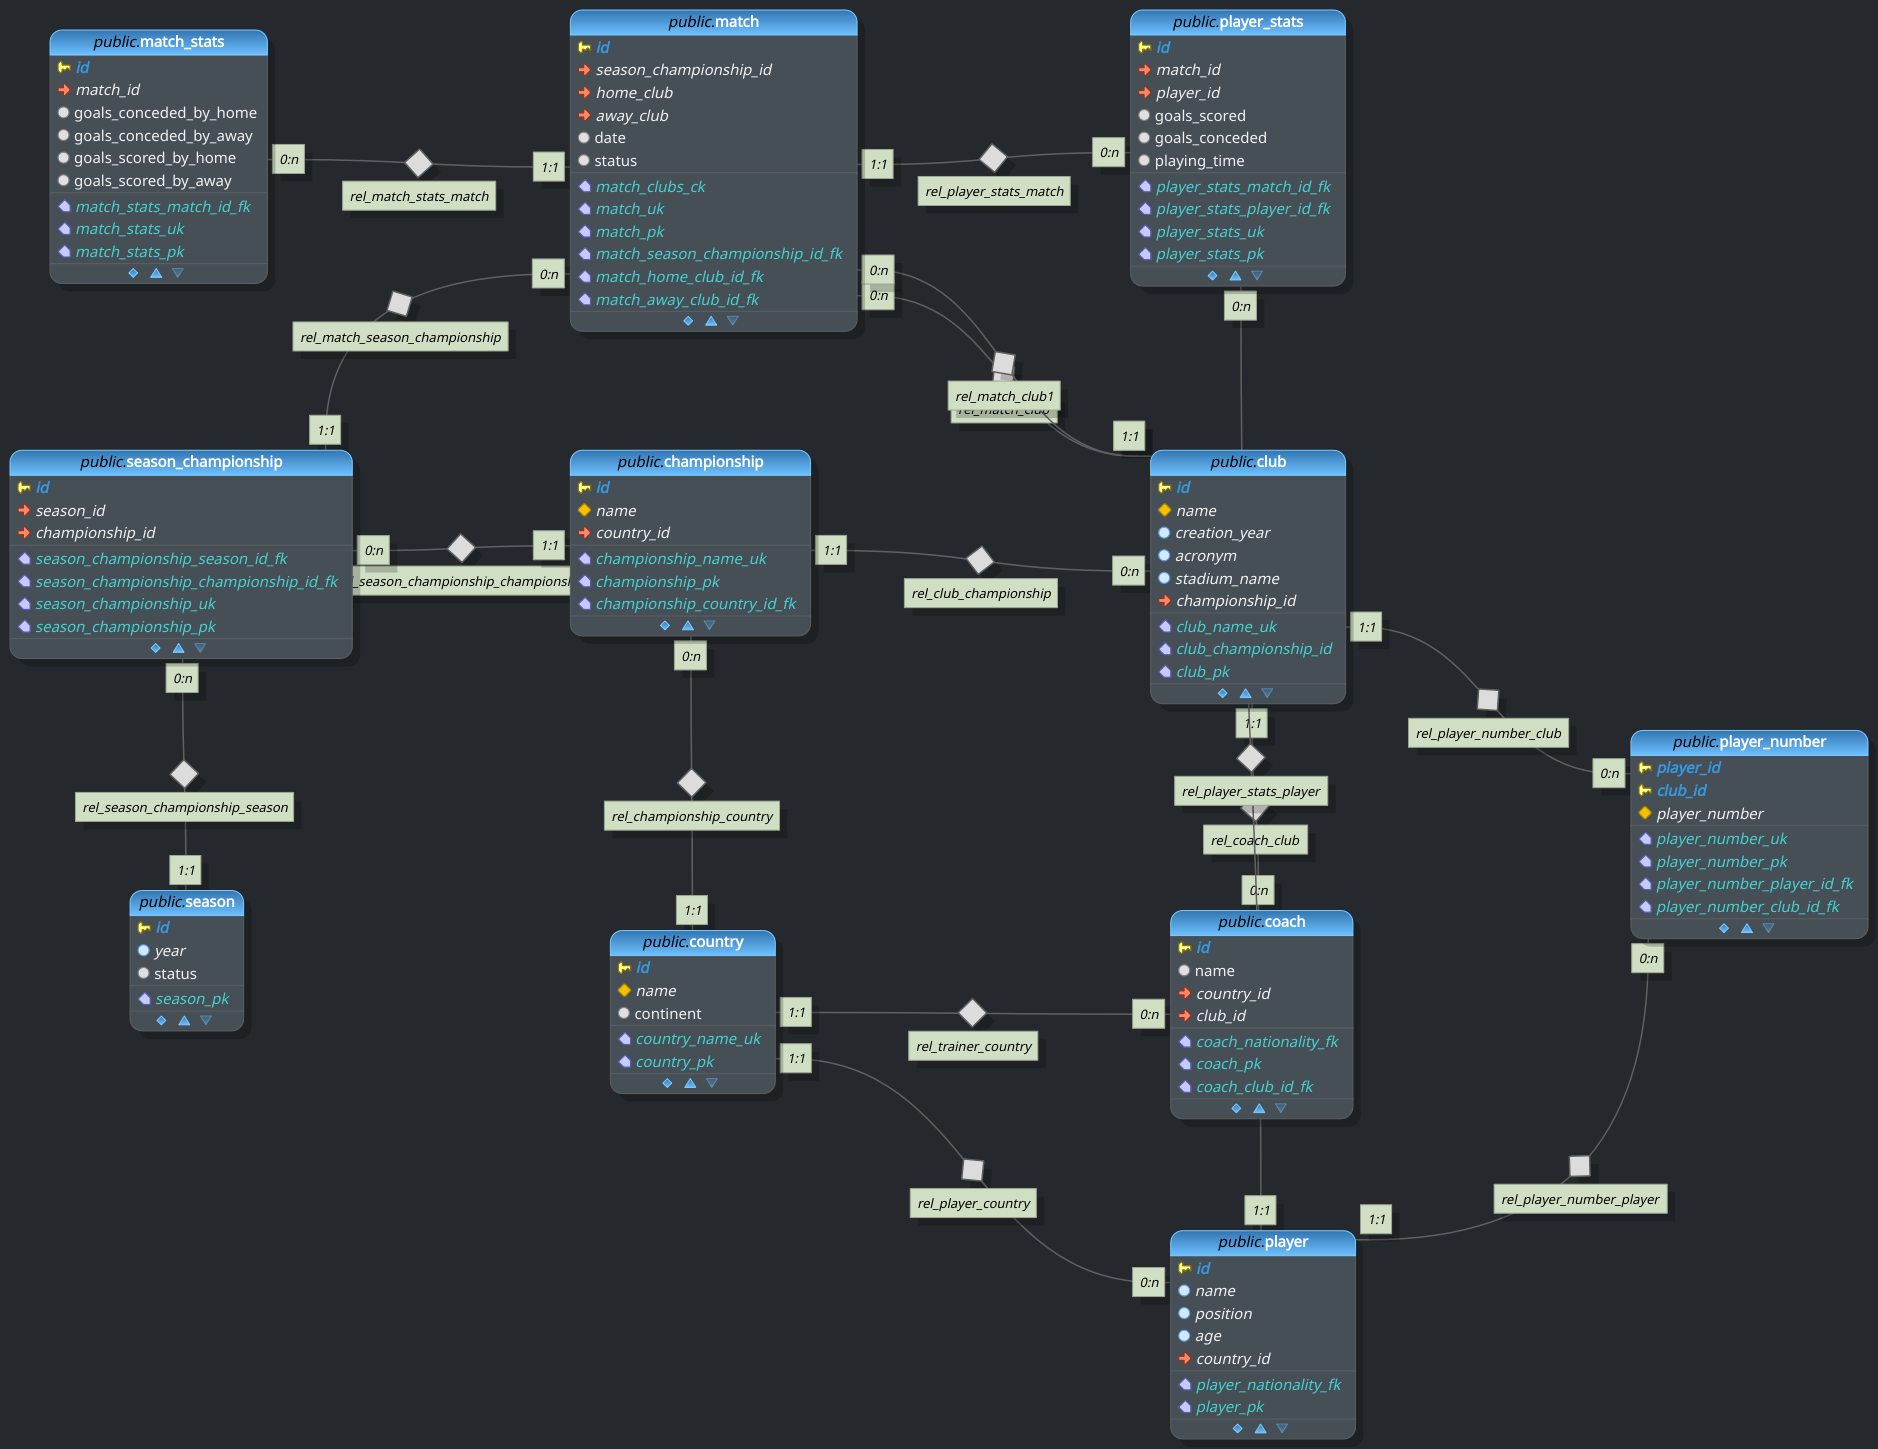 public.match_stats
id
match_id
goals_conceded_by_home
goals_conceded_by_away
goals_scored_by_home
goals_scored_by_away
match_stats_match_id_fk
match_stats_uk
match_stats_pk
0:n
rel_match_stats_match
1:1
public.match
id
season_championship_id
home_club
away_club
date
status
match_clubs_ck
match_uk
match_pk
match_season_championship_id_fk
match_home_club_id_fk
match_away_club_id_fk
1:1
rel_player_stats_match
0:n
public.player_stats
id
match_id
player_id
goals_scored
goals_conceded
playing_time
player_stats_match_id_fk
player_stats_player_id_fk
player_stats_uk
player_stats_pk
0:n
0:n
rel_match_season_championship
1:1
0:n
0:n
rel_match_club1
rel_match_club
1:1
public.season_championship
id
season_id
championship_id
season_championship_season_id_fk
season_championship_championship_id_fk
season_championship_uk
season_championship_pk
0:n
1:1
_season_championship_champions
public.championship
id
name
country_id
championship_name_uk
championship_pk
championship_country_id_fk
1:1
rel_club_championship
0:n
public.club
id
name
creation_year
acronym
stadium_name
championship_id
club_name_uk
club_championship_id
club_pk
1:1
rel_player_number_club
0:n
public.player_number
player_id
club_id
player_number
player_number_uk
player_number_pk
player_number_player_id_fk
player_number_club_id_fk
0:n
0:n
rel_season_championship_season
1:1
public.season
id
year
status
season_pk
0:n
rel_championship_country
1:1
public.country
id
name
continent
country_name_uk
country_pk
1:1
rel_player_stats_player
rel_coach_club
0:n
public.coach
id
name
country_id
club_id
coach_nationality_fk
coach_pk
coach_club_id_fk
1:1
rel_trainer_country
0:n
1:1
rel_player_country
0:n
1:1
rel_player_number_player
1:1
public.player
id
name
position
age
country_id
player_nationality_fk
player_pk